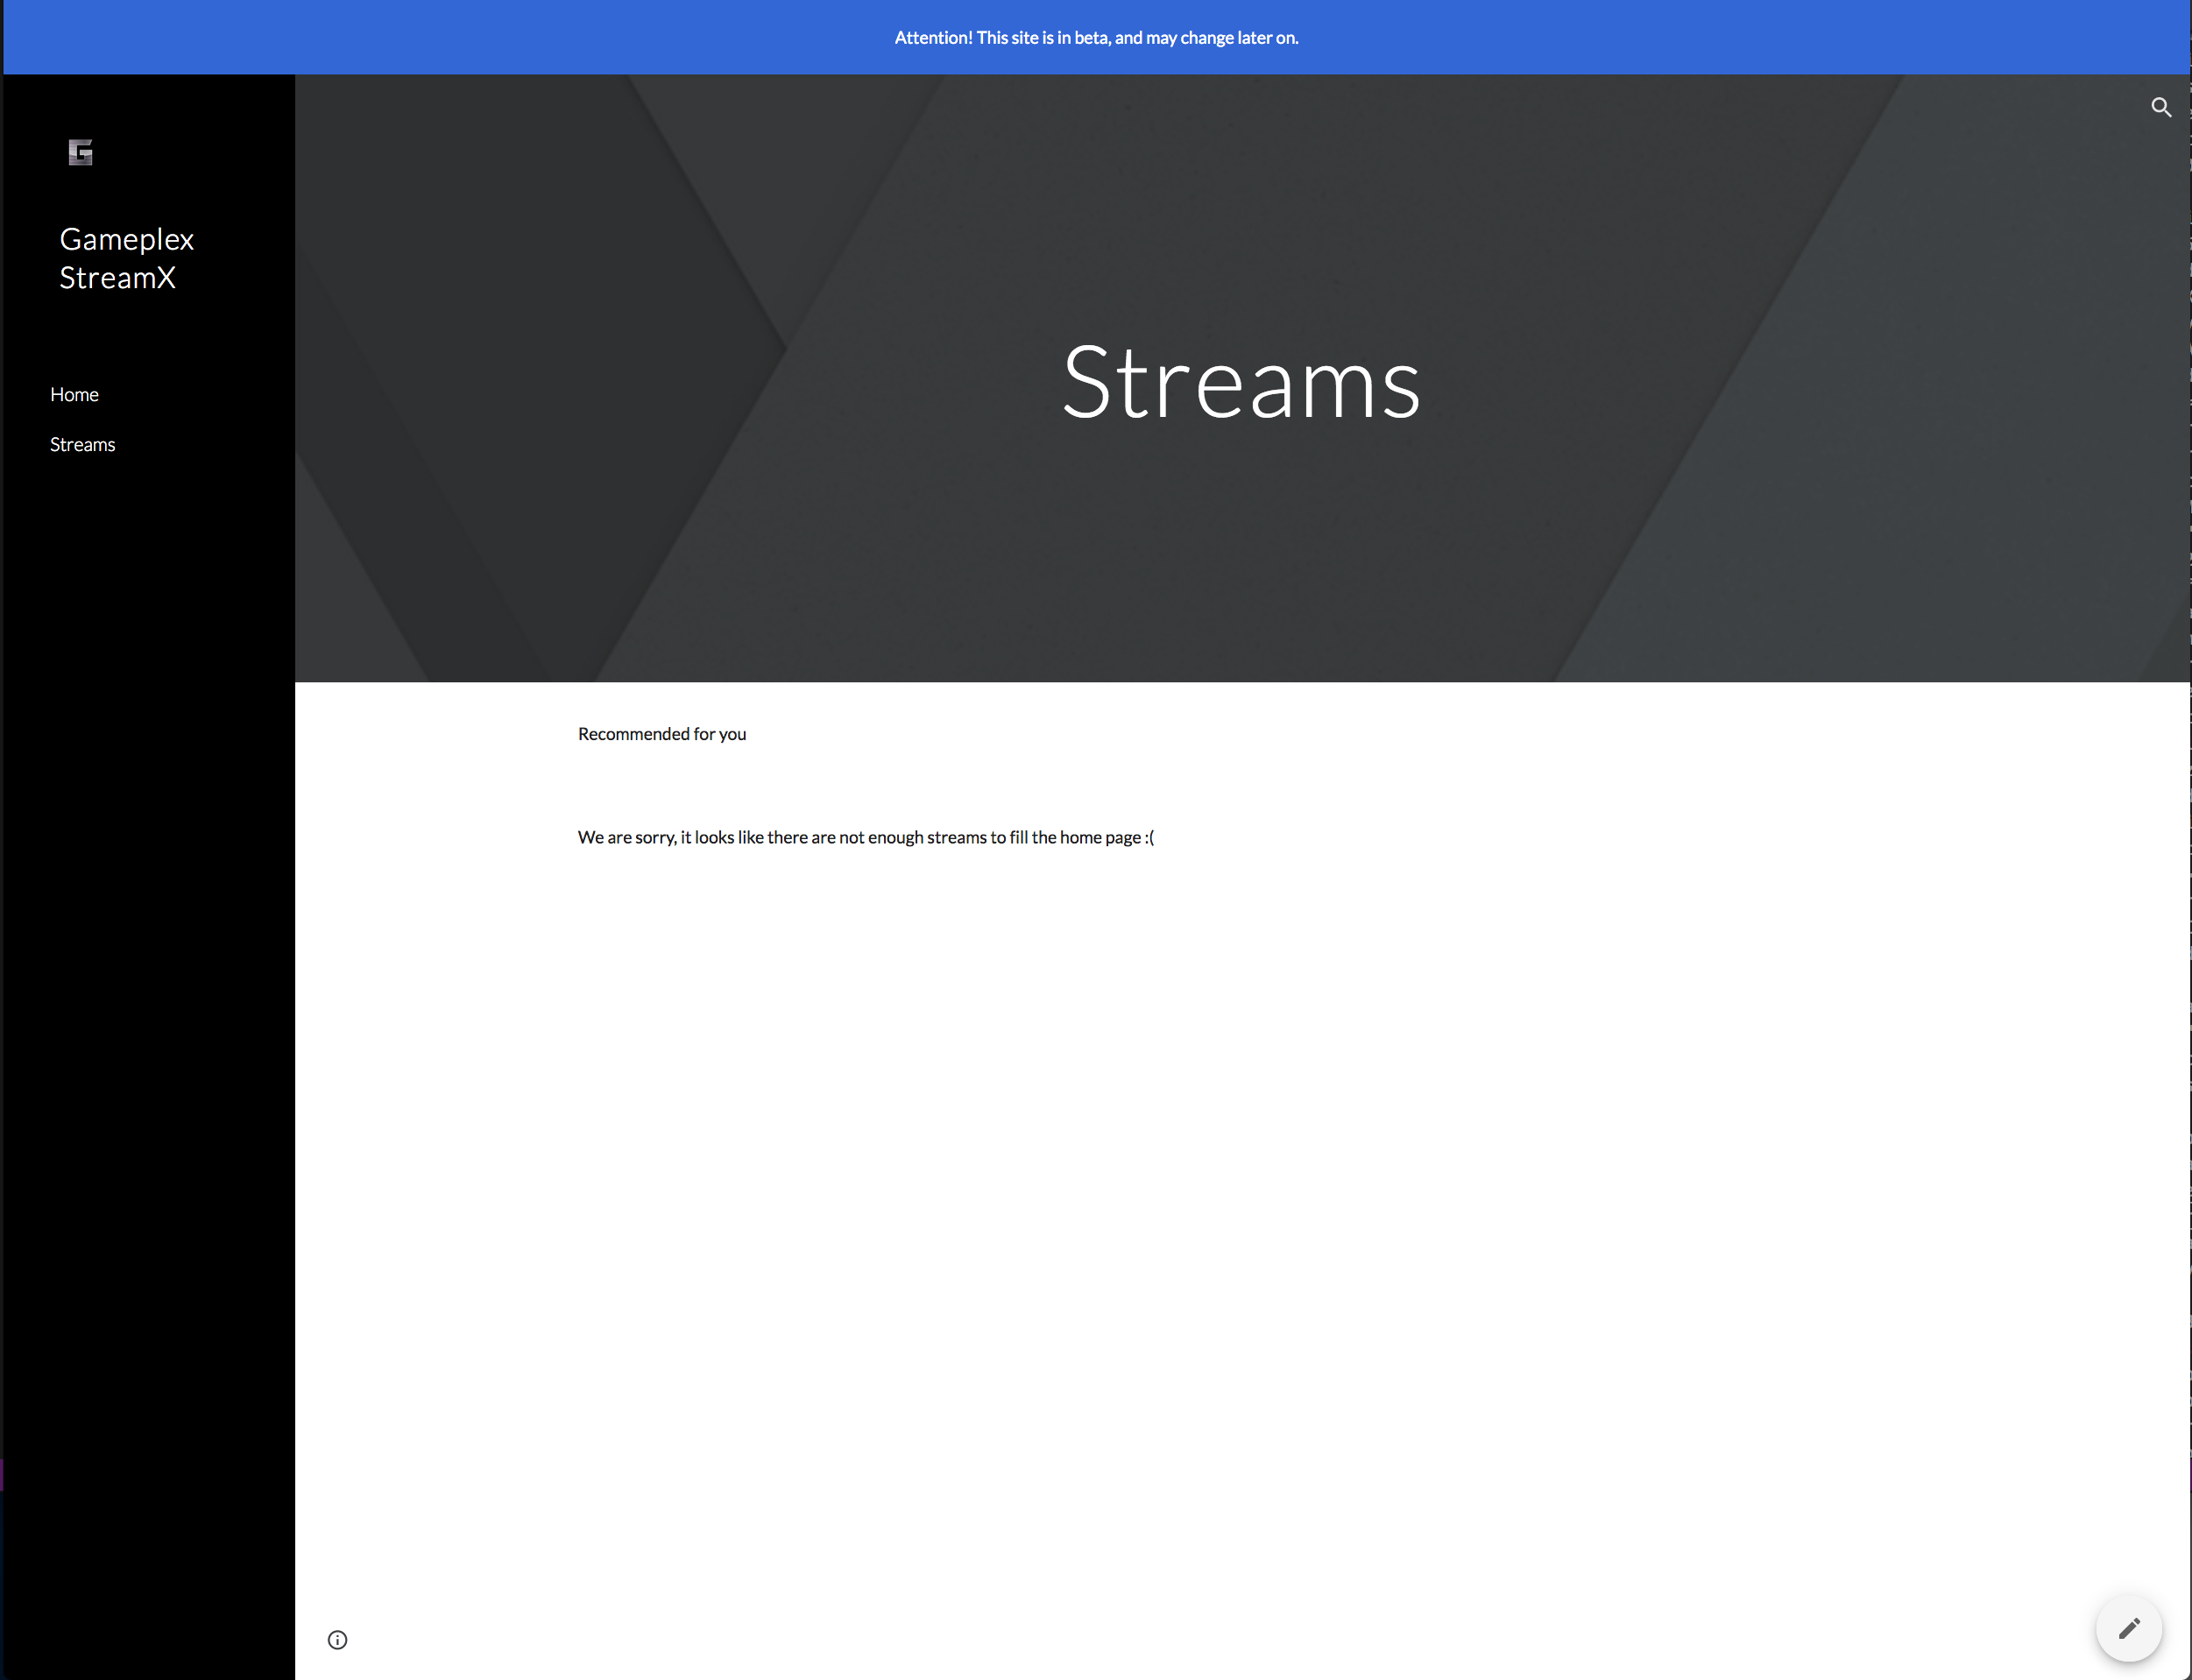 Attention! This site is in beta, and may change later on.
G
Gameplex
StreamX
Home
Streams
Streams
Recommended for you
We are sorry, it looks like there are not enough streams to fill the home page :(